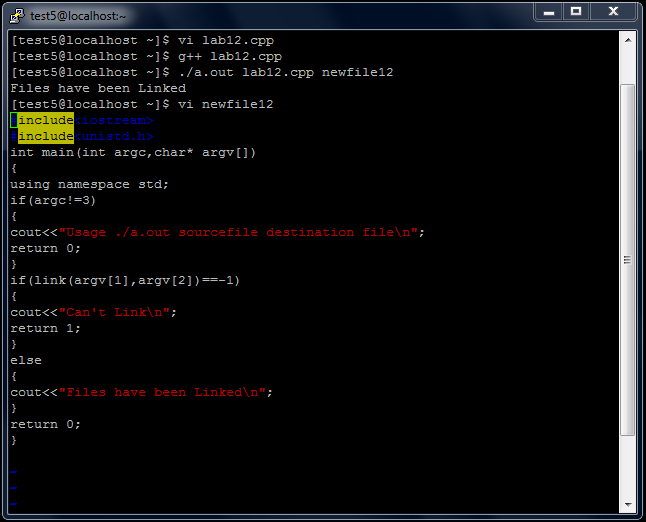 test5@localhost:~
[test5@localhost ~]$ vi lab12.cpp
[test5@localhost ~]$ g++ lab12.cpp
[test5@localhost ~]$ ./a.out lab12.cpp newfile12
Files have been Linked
[test5@localhost ~]$ vi newfile12
#include<iostream>
#include<unistd.h>
int main(int argc,char* argv[])
{
using namespace std;
if(argc!=3)
{
cout<<"Usage ./a.out sourcefile destination file\n";
return 0;
}
if(link(argv[1],argv[2])==-1)
{
cout<<"Can't Link\n";
return 1;
}
else
{
cout<<"Files have been Linked\n";
}
return 0;
}
~
~
~